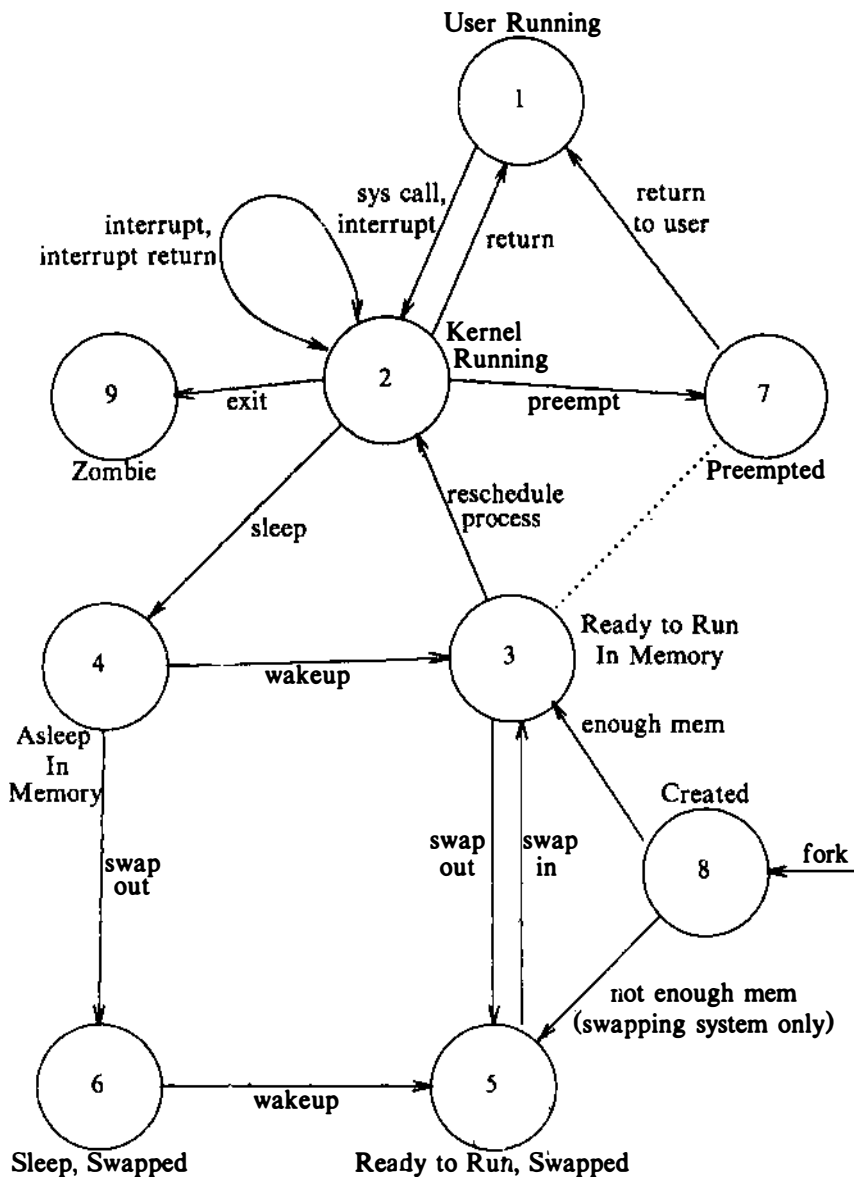 User Running
1
sys call,
interrupt
return
return
to user
interrupt,
interrupt return
Kernel
Running
2
9
exit
Zombie
preempt
7
Preempted
sleep
reschedule
process
4
wakeup
3
Ready to Run
In Memory
Asleep
In
Memory
enough mem
Created
8
fork
swap
out
swap
out
swap
in
not enough mem
(swapping system only)
6
wakeup
5
Sleep, Swapped
Ready to Run, Swapped